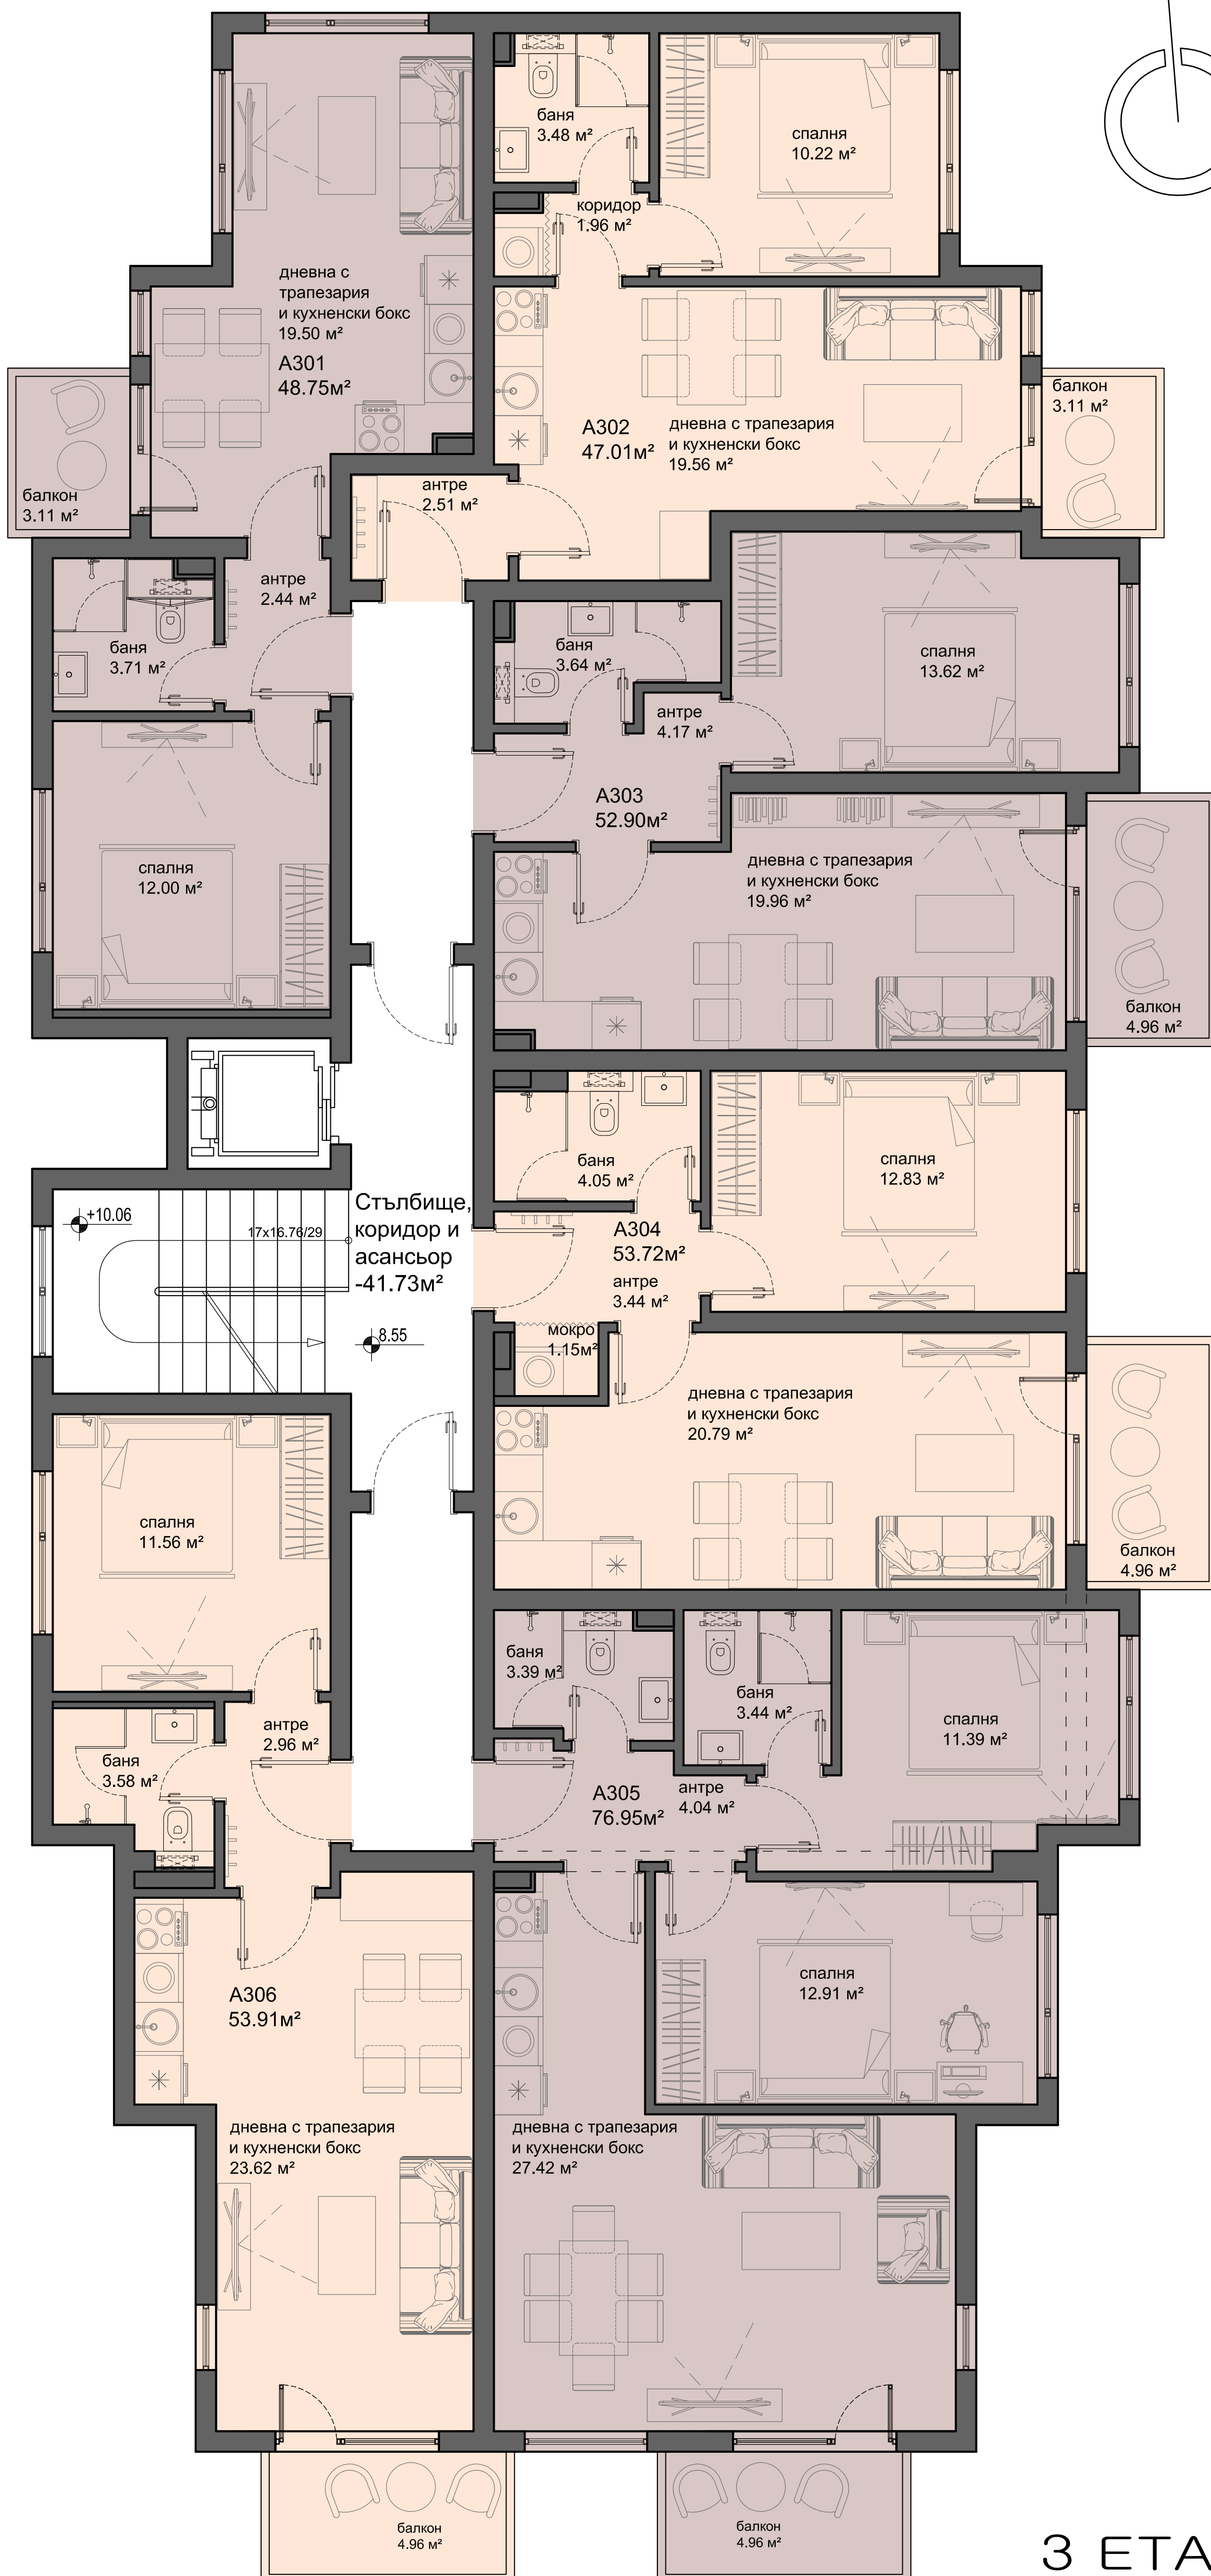 баня
3.48 м²
спалня
10.22 м²
коридор
1.96 м²
дневна с
трапезария
и кухненски бокс
19.50 м²
А301
48.75м²
балкон
3.11 м²
А302
47.01м²
дневна с трапезария
и кухненски бокс
19.56 м²
балкон
3.11 м²
антре
2.51 м²
антре
2.44 м²
баня
3.71 м²
баня
3.64 м²
спалня
13.62 м²
антре
4.17 м²
А303
52.90м²
спалня
12.00 м²
дневна с трапезария
и кухненски бокс
19.96 м²
балкон
4.96 м²
баня
4.05 м²
спалня
12.83 м²
+10.06
17x16.76/29
Стълбище,
коридор и
асансьор
-41.73м²
8.55
А304
53.72м²
антре
3.44 м²
мокро
1.15м²
дневна с трапезария
и кухненски бокс
20.79 м²
балкон
4.96 м²
спалня
11.56 м²
баня
3.39 м²
баня
3.44 м²
спалня
11.39 м²
антре
2.96 м²
баня
3.58 м²
А305
76.95м²
антре
4.04 м²
А306
53.91м²
спалня
12.91 м²
дневна с трапезария
и кухненски бокс
23.62 м²
дневна с трапезария
и кухненски бокс
27.42 м²
балкон
4.96 м²
балкон
4.96 м²
3 ЕТА